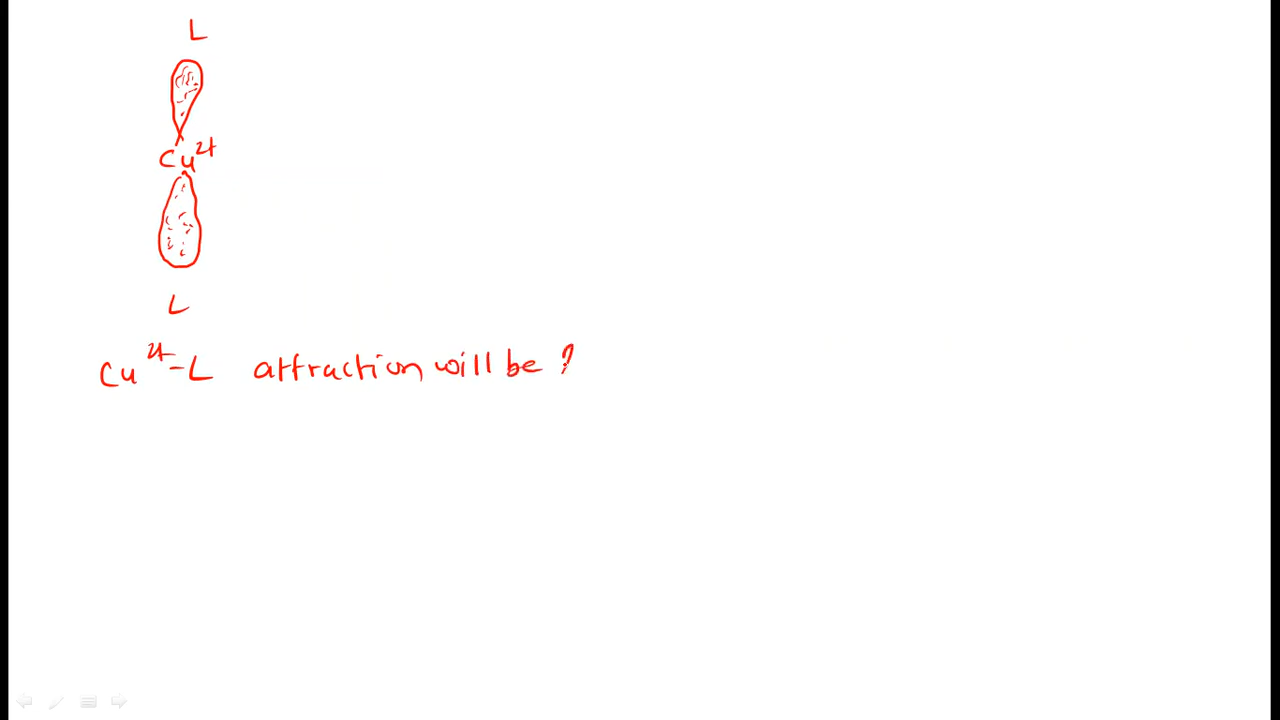 L
Cu²⁺
L
Cu²⁺-L attraction will be ?